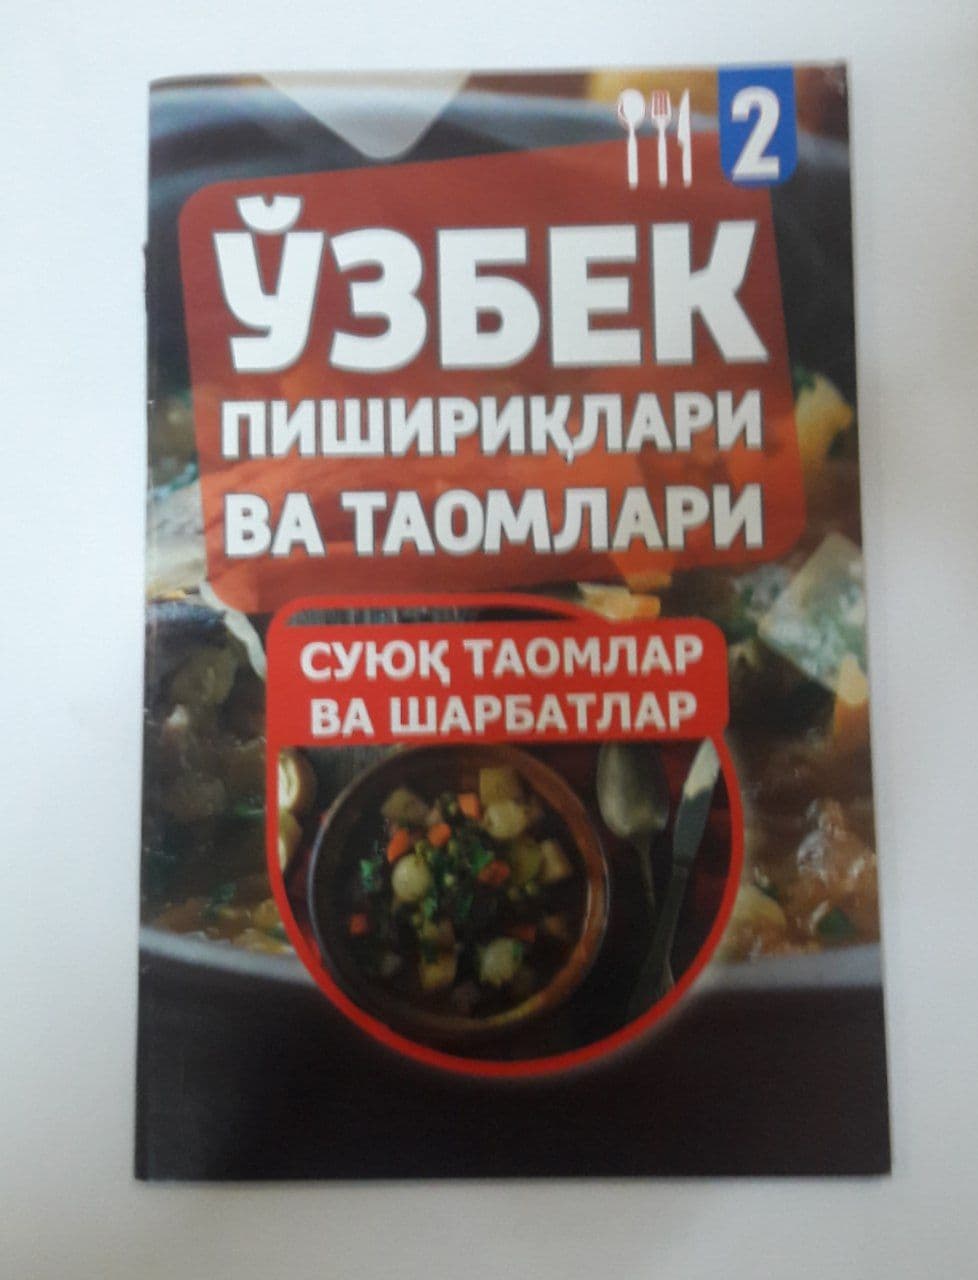 2
ЎЗБЕК
ПИШИРИҚЛАРИ
ВА ТАОМЛАРИ
СУЮҚ ТАОМЛАР
ВА ШАРБАТЛАР